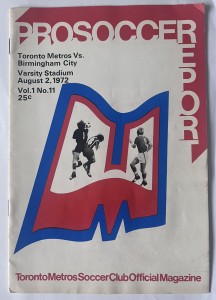 PROSOCCER
REPORT
Toronto Metros Vs.
Birmingham City
Varsity Stadium
August 2, 1972
Vol.1 No.11
25¢
Toronto Metros Soccer Club Official Magazine